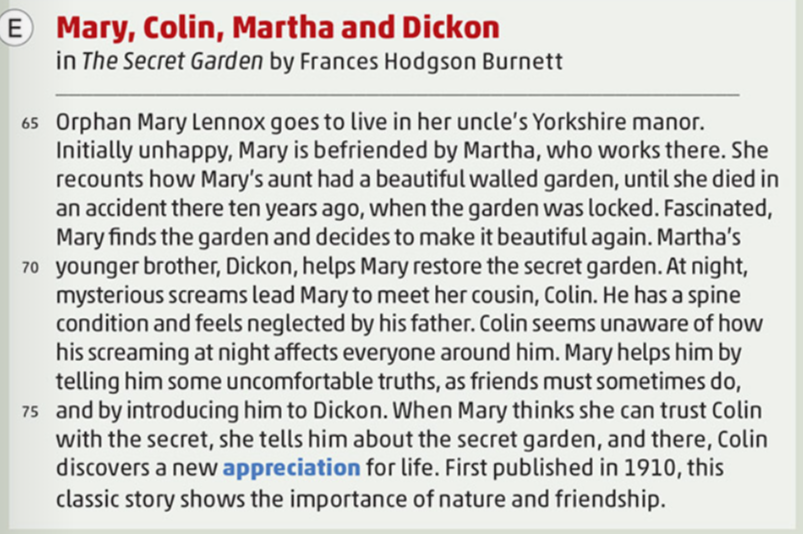 E Mary, Colin, Martha and Dickon
in The Secret Garden by Frances Hodgson Burnett
65 Orphan Mary Lennox goes to live in her uncle's Yorkshire manor.
Initially unhappy, Mary is befriended by Martha, who works there. She
recounts how Mary's aunt had a beautiful walled garden, until she died in
an accident there ten years ago, when the garden was locked. Fascinated,
Mary finds the garden and decides to make it beautiful again. Martha's
70 younger brother, Dickon, helps Mary restore the secret garden. At night,
mysterious screams lead Mary to meet her cousin, Colin. He has a spine
condition and feels neglected by his father. Colin seems unaware of how
his screaming at night affects everyone around him. Mary helps him by
telling him some uncomfortable truths, as friends must sometimes do,
75 and by introducing him to Dickon. When Mary thinks she can trust Colin
with the secret, she tells him about the secret garden, and there, Colin
discovers a new appreciation for life. First published in 1910, this
classic story shows the importance of nature and friendship.